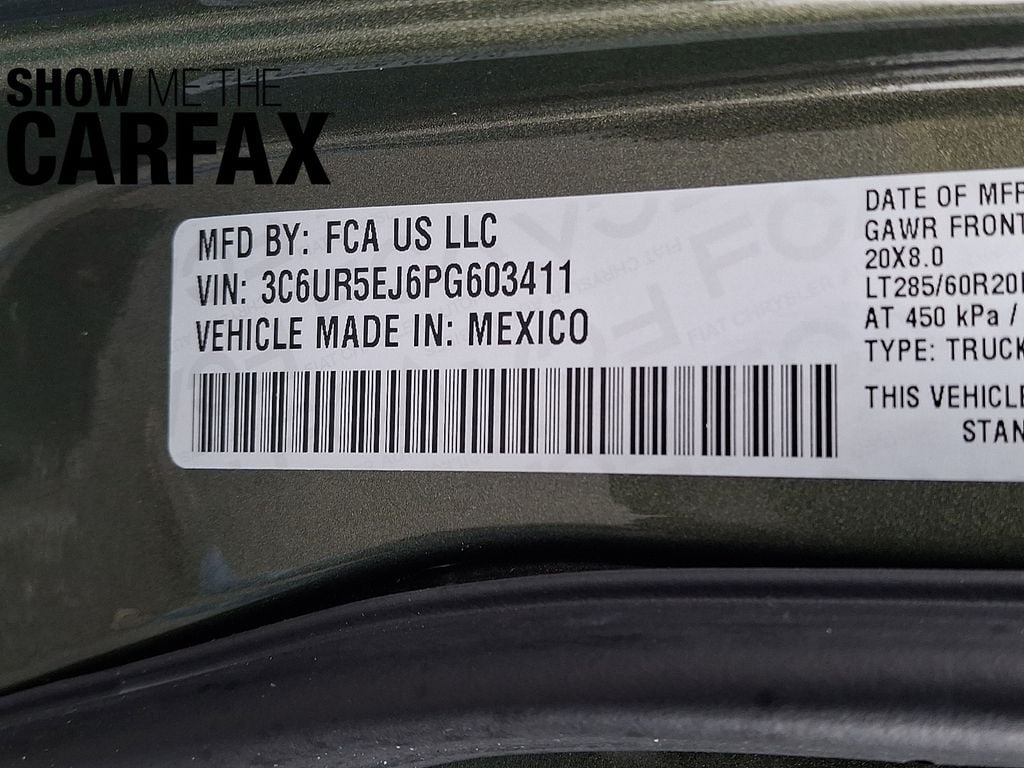 SHOW ME THE
CARFAX
MFD BY: FCA US LLC
VIN: 3C6UR5EJ6PG603411
VEHICLE MADE IN: MEXICO
DATE OF MFR
GAWR FRONT
20X8.0
LT285/60R20
AT 450 kPa /
TYPE: TRUCK
THIS VEHICLE
STAN